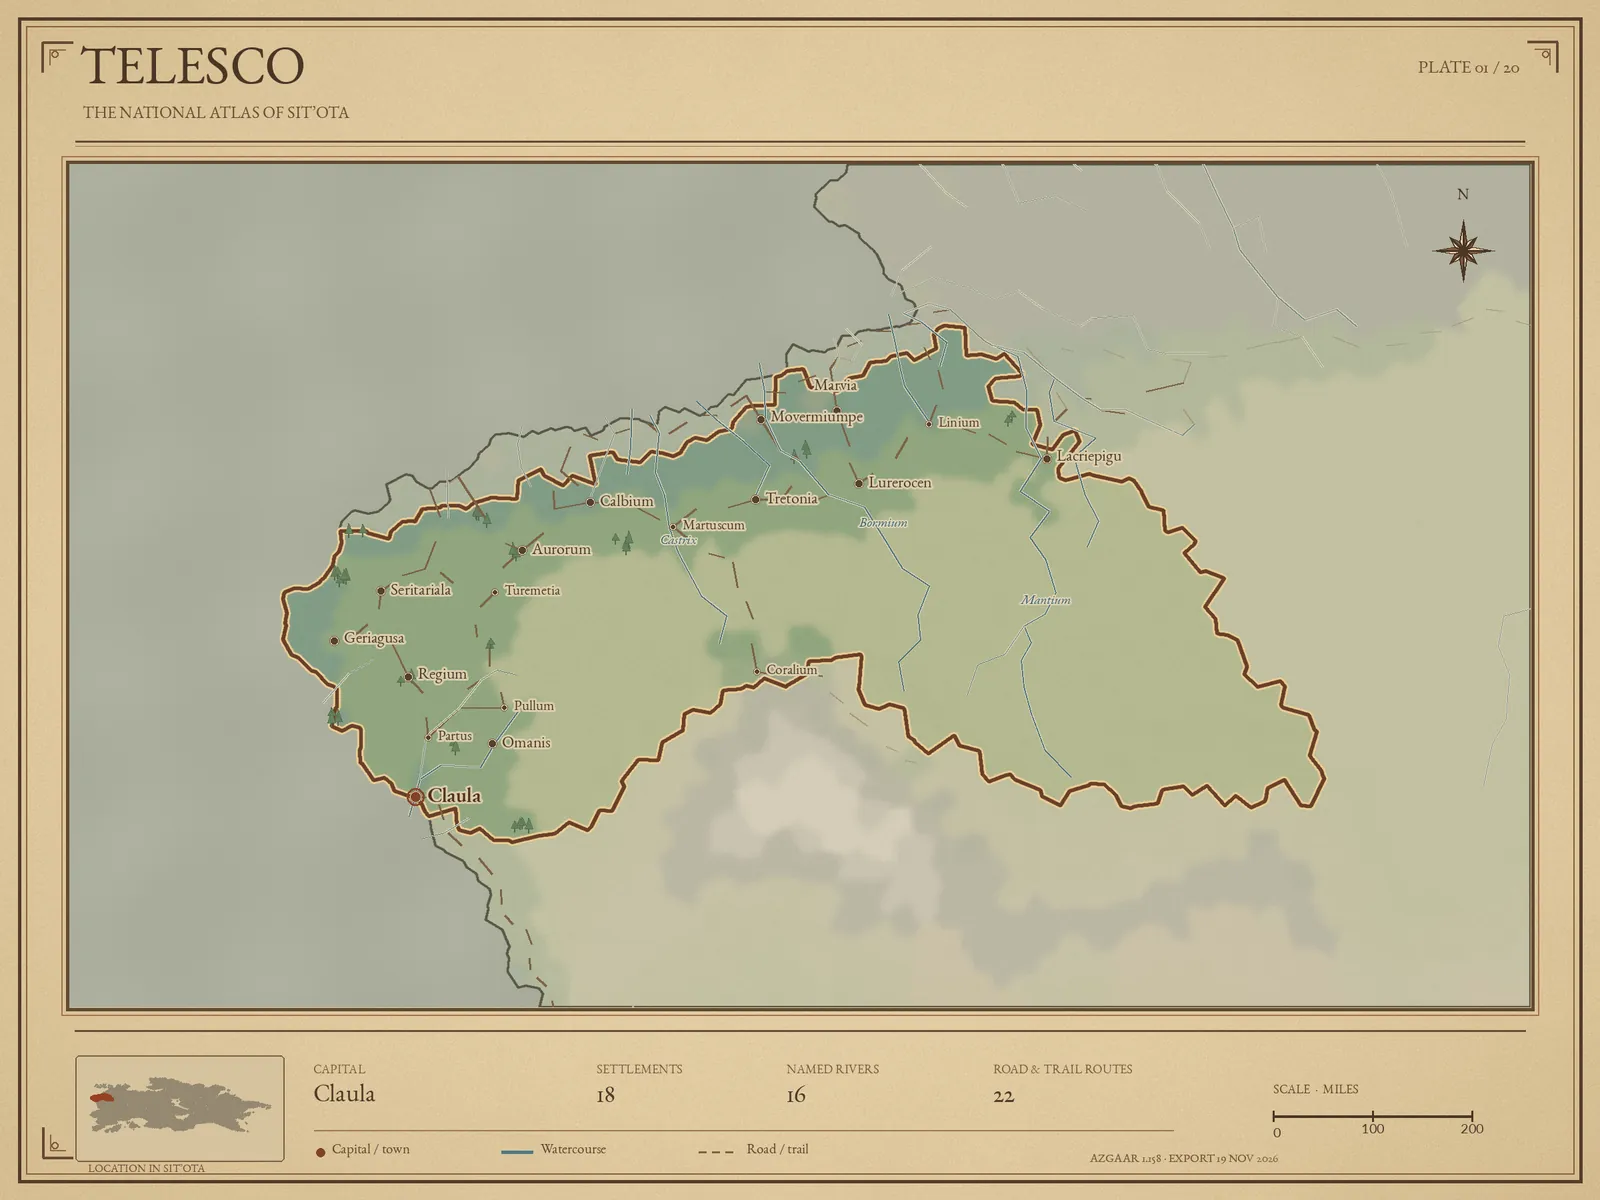 TELESCO
THE NATIONAL ATLAS OF SIT'OTA
PLATE 01 / 20
N
Marvia
Movermiumpe
Linium
Lacriepigu
Lurerocen
Calbium
Tretonia
Martuscum
Bormium
Castrix
Aurorum
Seritariala
Turemetia
Mantium
Geriagusa
Regium
Coralium
Pullum
Partus
Omanis
Claula
CAPITAL
Claula
SETTLEMENTS
18
NAMED RIVERS
16
ROAD & TRAIL ROUTES
22
SCALE · MILES
0 100 200
Capital / town
Watercourse
Road / trail
AZGAAR 1.158 · EXPORT 19 NOV 2026
LOCATION IN SIT'OTA